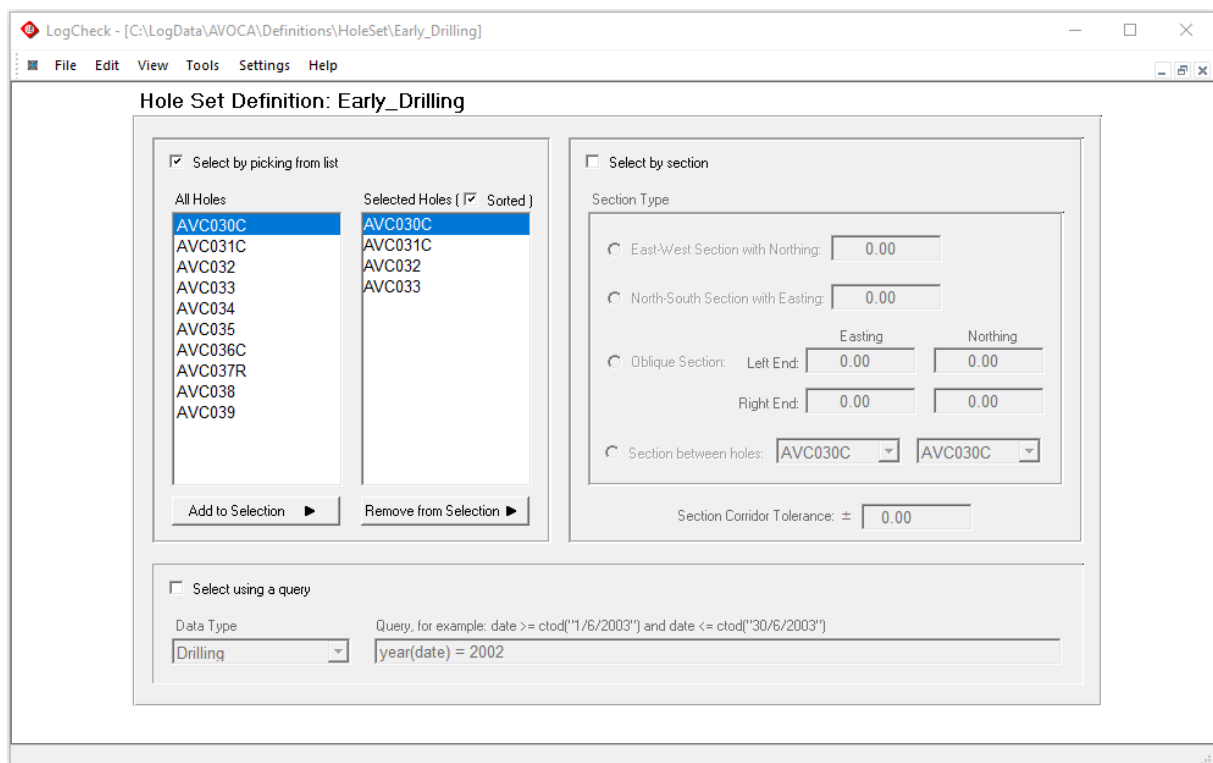 LogCheck - [C:\LogData\AVOCA\Definitions\HoleSet\Early_Drilling]
File Edit View Tools Settings Help
Hole Set Definition: Early_Drilling
Select by picking from list
All Holes
AVC030C
AVC031C
AVC032
AVC033
AVC034
AVC035
AVC036C
AVC037R
AVC038
AVC039
Add to Selection
Selected Holes ( Sorted )
AVC030C
AVC031C
AVC032
AVC033
Remove from Selection
Select by section
Section Type
East-West Section with Northing: 0.00
North-South Section with Easting: 0.00
Easting Northing
Oblique Section: Left End: 0.00 0.00
Right End: 0.00 0.00
Section between holes: AVC030C AVC030C
Section Corridor Tolerance: ± 0.00
Select using a query
Data Type
Drilling
Query, for example: date >= ctod("1/6/2003") and date <= ctod("30/6/2003")
year(date) = 2002